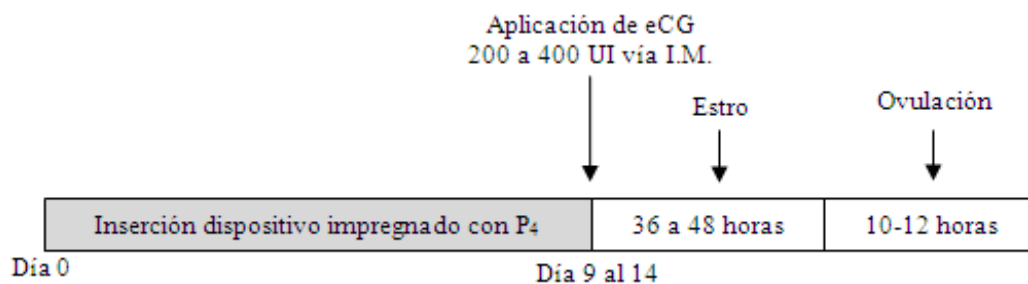 Aplicación de eCG
200 a 400 UI vía I.M.
Estro
Ovulación
Inserción dispositivo impregnado con P4
36 a 48 horas
10-12 horas
Día 0
Día 9 al 14